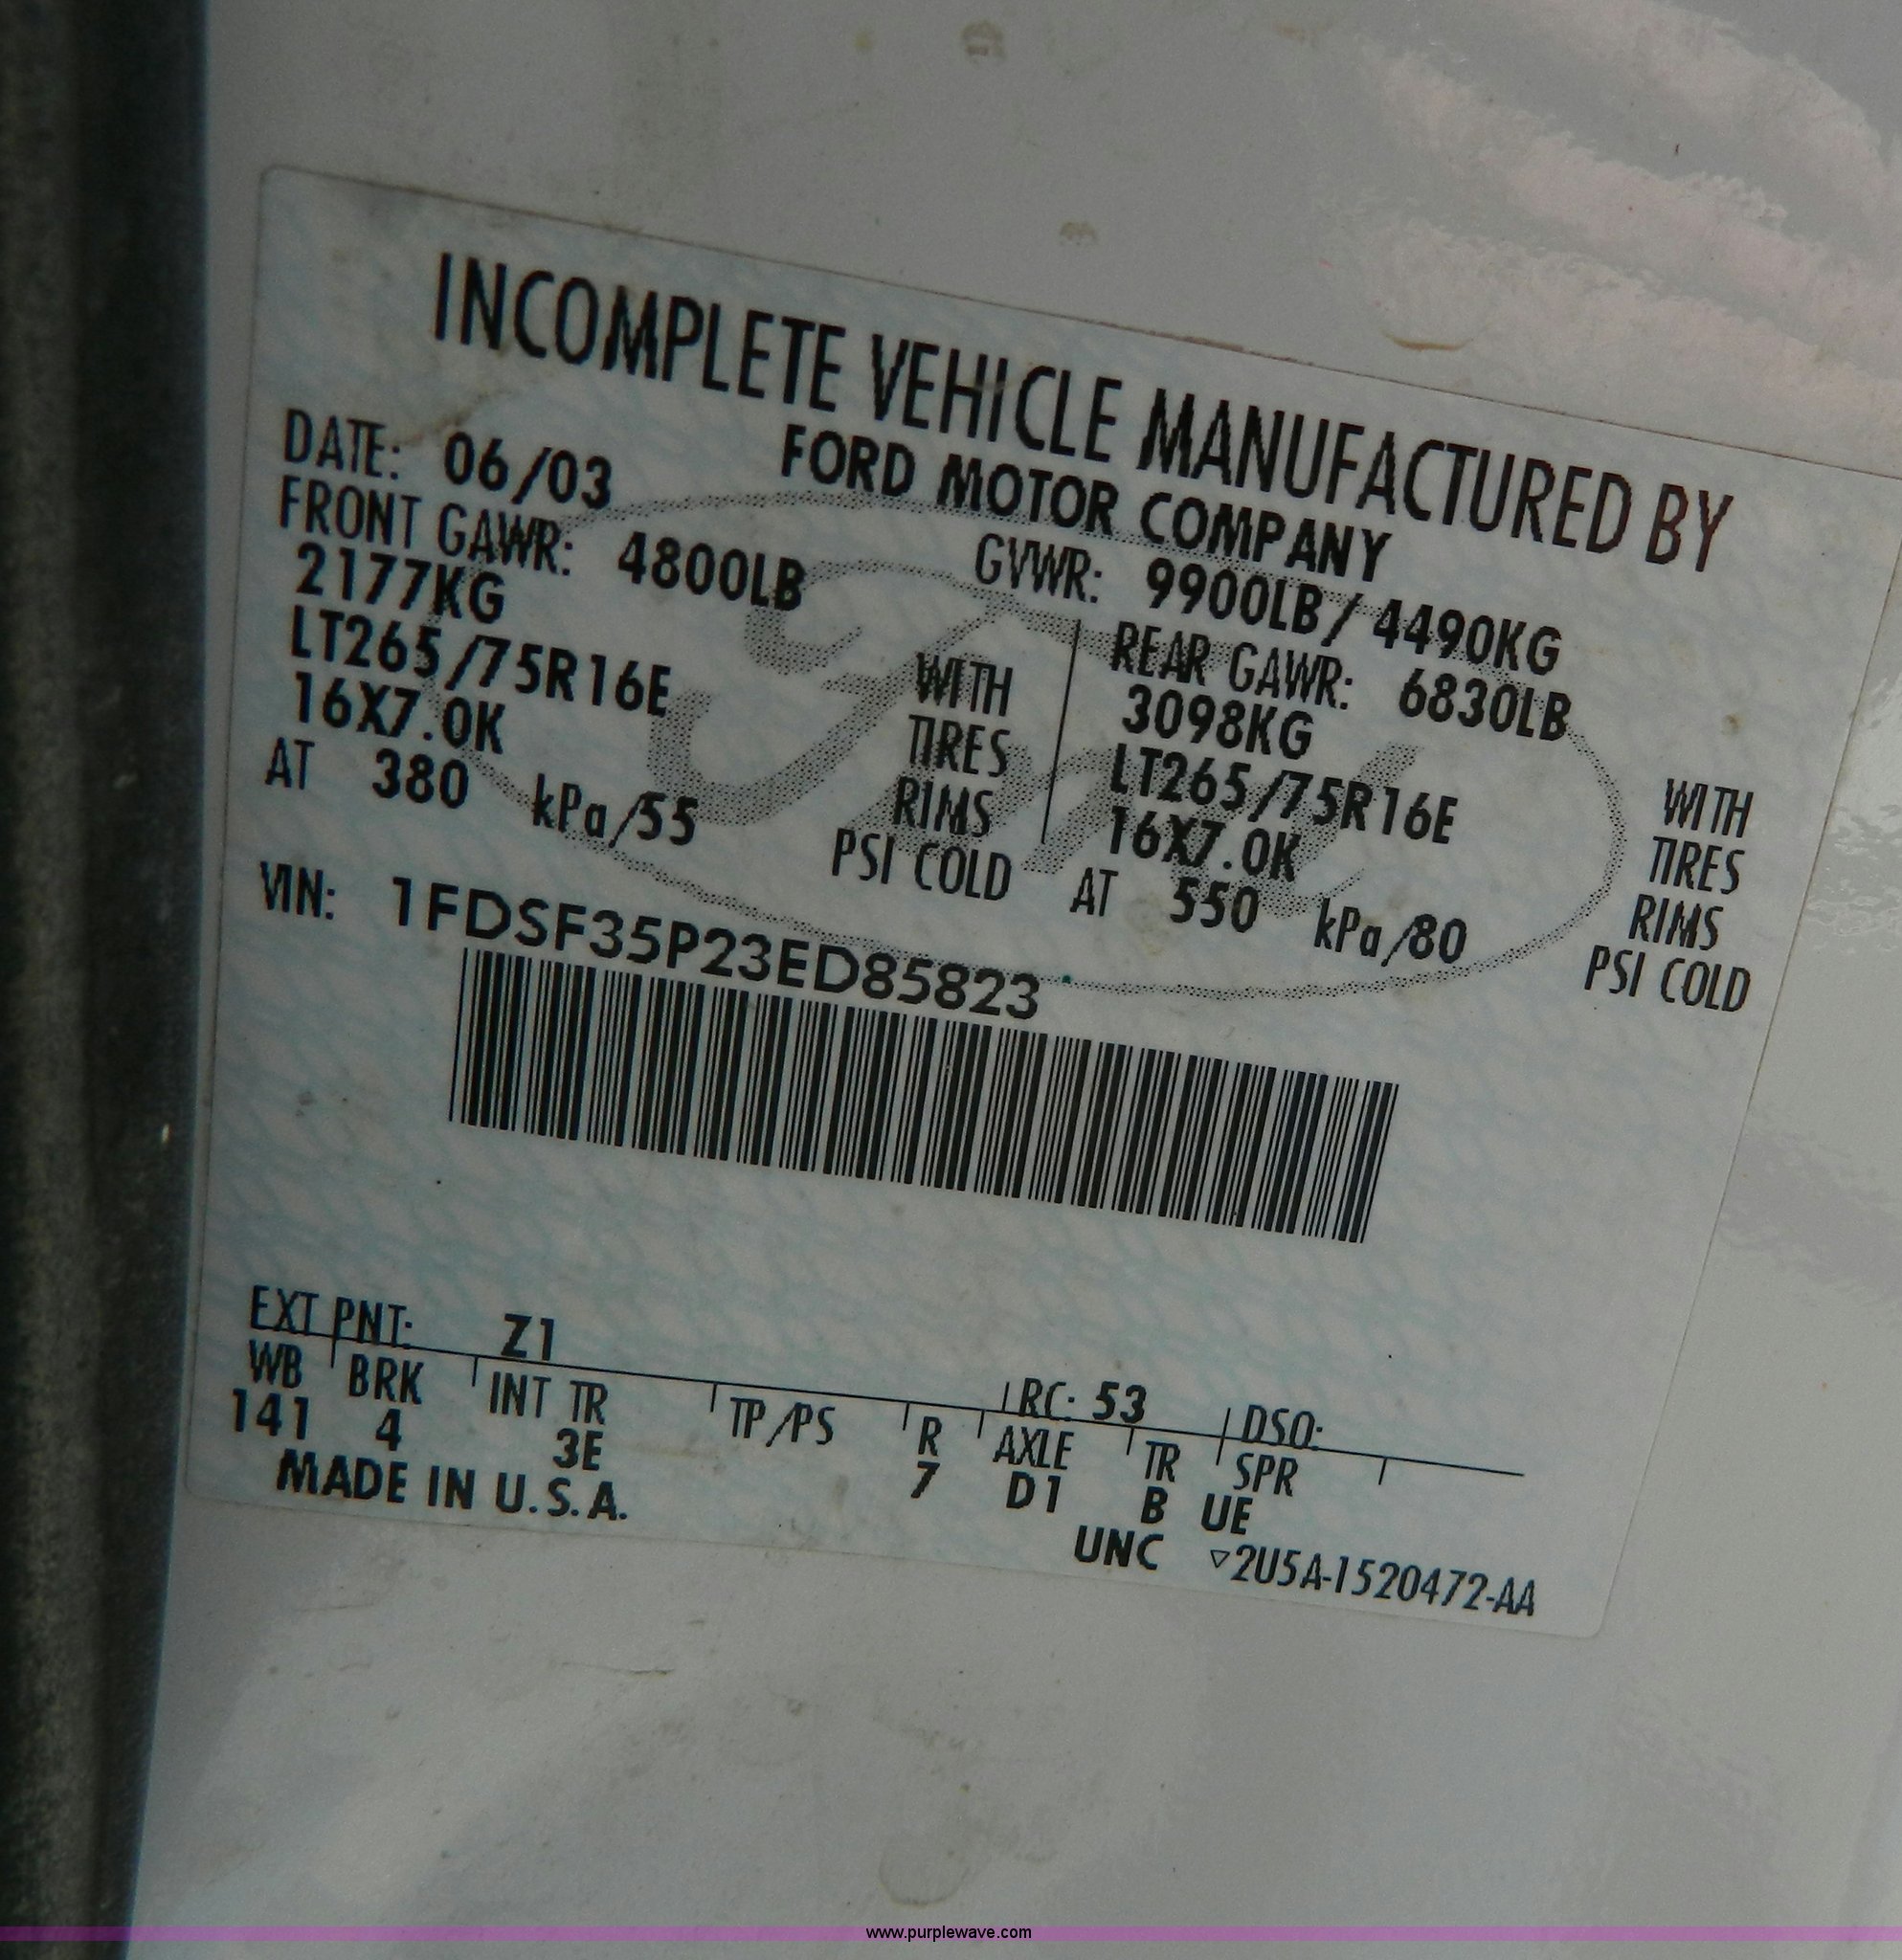 INCOMPLETE VEHICLE MANUFACTURED BY
FORD MOTOR COMPANY
DATE: 06/03
GVWR: 9900LB/ 4490KG
FRONT GAWR: 4800LB
2177KG WITH
LT265/75R16E TIRES
16X7.0K RIMS
AT 380 kPa/55 PSI COLD
REAR GAWR: 6830LB
3098KG WITH
LT265/75R16E TIRES
16X7.0K RIMS
AT 550 kPa/80 PSI COLD
VIN: 1FDSF35P23ED85823
EXT PNT: Z1 RC: 53 DSO:
WB BRK INT TR TP/PS R AXLE TR SPR
141 4 3E 7 D1 B UE
MADE IN U.S.A.
UNC ▽2U5A-1520472-AA
Ford
www.purplewave.com